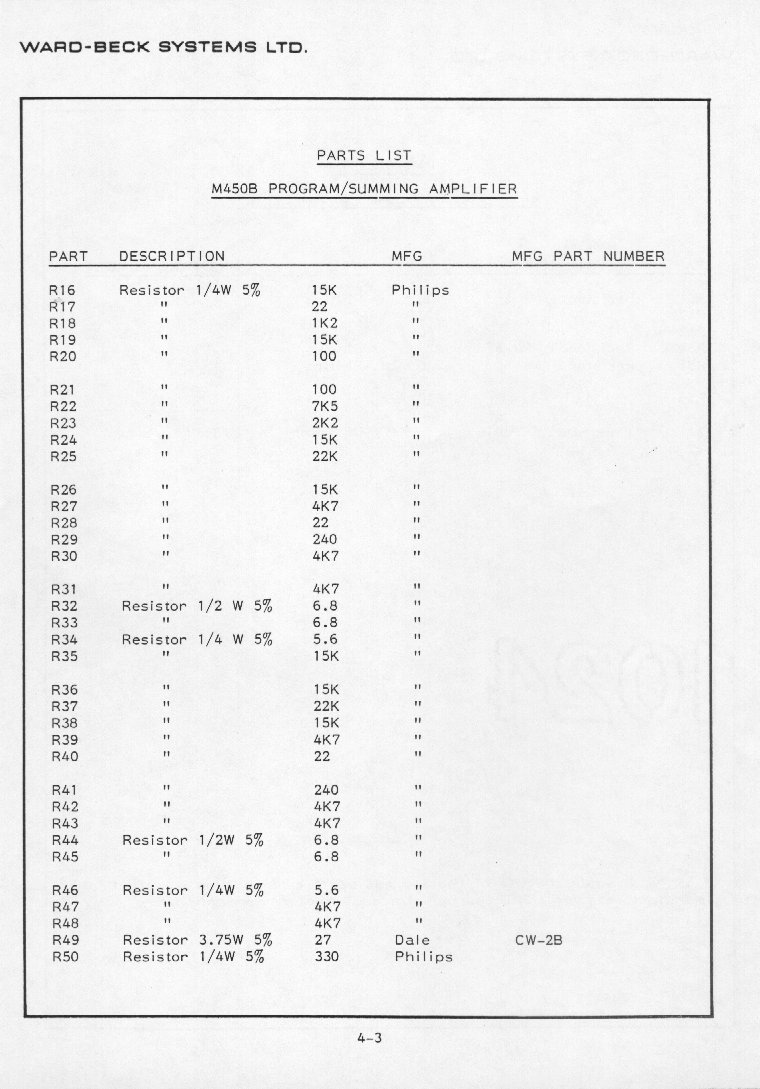 WARD-BECK SYSTEMS LTD.
PARTS LIST
M450B PROGRAM/SUMMING AMPLIFIER
PART DESCRIPTION MFG MFG PART NUMBER
R16 Resistor 1/4W 5% 15K Philips
R17 " 22 "
R18 " 1K2 "
R19 " 15K "
R20 " 100 "
R21 " 100 "
R22 " 7K5 "
R23 " 2K2 "
R24 " 15K "
R25 " 22K "
R26 " 15K "
R27 " 4K7 "
R28 " 22 "
R29 " 240 "
R30 " 4K7 "
R31 " 4K7 "
R32 Resistor 1/2 W 5% 6.8 "
R33 " 6.8 "
R34 Resistor 1/4 W 5% 5.6 "
R35 " 15K "
R36 " 15K "
R37 " 22K "
R38 " 15K "
R39 " 4K7 "
R40 " 22 "
R41 " 240 "
R42 " 4K7 "
R43 " 4K7 "
R44 Resistor 1/2W 5% 6.8 "
R45 " 6.8 "
R46 Resistor 1/4W 5% 5.6 "
R47 " 4K7 "
R48 " 4K7 "
R49 Resistor 3.75W 5% 27 Dale CW-2B
R50 Resistor 1/4W 5% 330 Philips
4-3